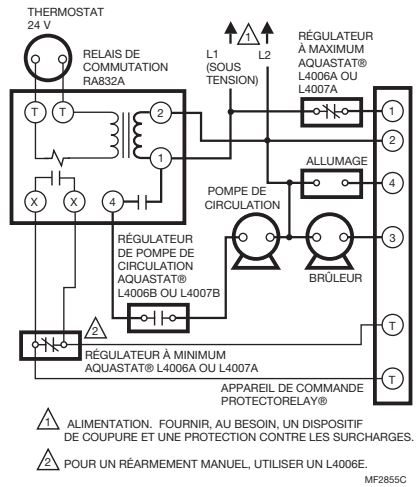 THERMOSTAT
24 V
RELAIS DE
COMMUTATION
RA832A
1
L1
(SOUS
TENSION)
L2
RÉGULATEUR
À MAXIMUM
AQUASTAT®
L4006A OU
L4007A
T
T
2
1
X
X
4
1
2
4
3
T
T
ALLUMAGE
POMPE DE
CIRCULATION
BRÛLEUR
RÉGULATEUR
DE POMPE DE
CIRCULATION
AQUASTAT®
L4006B OU L4007B
2
RÉGULATEUR À MINIMUM
AQUASTAT® L4006A OU L4007A
APPAREIL DE COMMANDE
PROTECTORELAY®
1 ALIMENTATION. FOURNIR, AU BESOIN, UN DISPOSITIF
DE COUPURE ET UNE PROTECTION CONTRE LES SURCHARGES.
2 POUR UN RÉARMEMENT MANUEL, UTILISER UN L4006E.
MF2855C